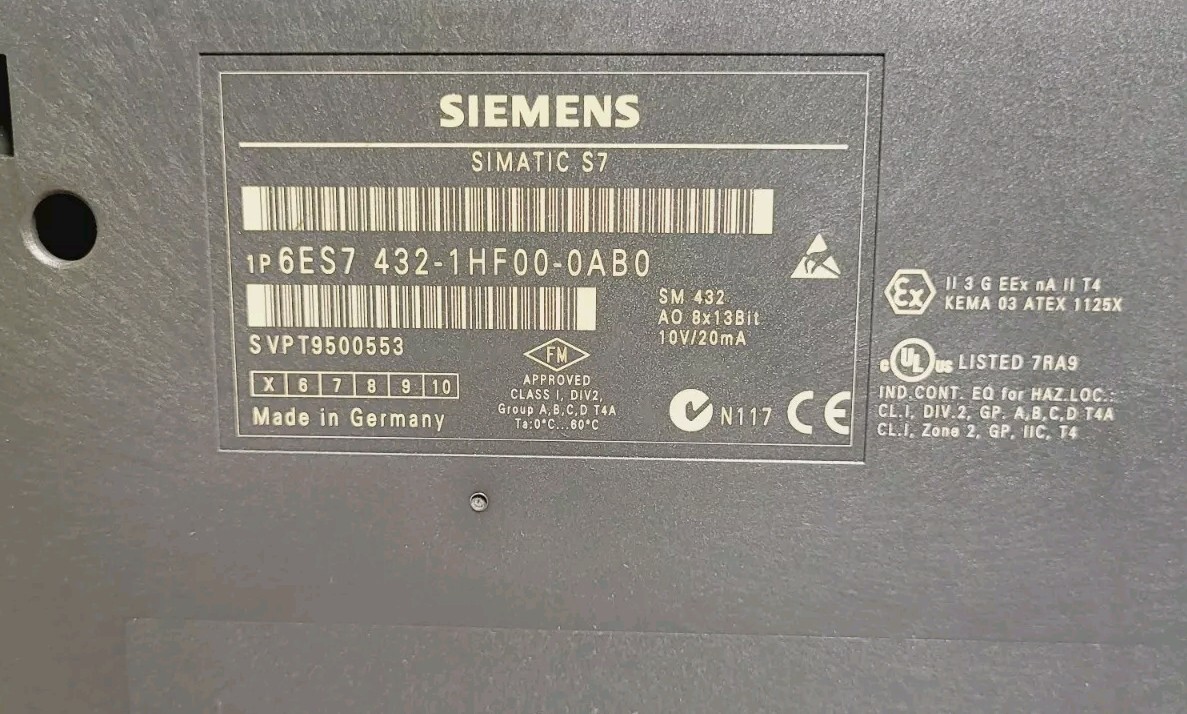 SIEMENS
SIMATIC S7
1P 6ES7 432-1HF00-0AB0
SVPT9500553
X 6 7 8 9 10
Made in Germany
SM 432
AO 8x13Bit
10V/20mA
FM
APPROVED
CLASS I, DIV2,
Group A,B,C,D T4A
Ta:0°C...60°C
N117 CE
Ex II 3 G EEx nA II T4
KEMA 03 ATEX 1125X
c UL us LISTED 7RA9
IND.CONT. EQ for HAZ.LOC.:
CL.I, DIV.2, GP. A,B,C,D T4A
CL.I, Zone 2, GP, IIC, T4